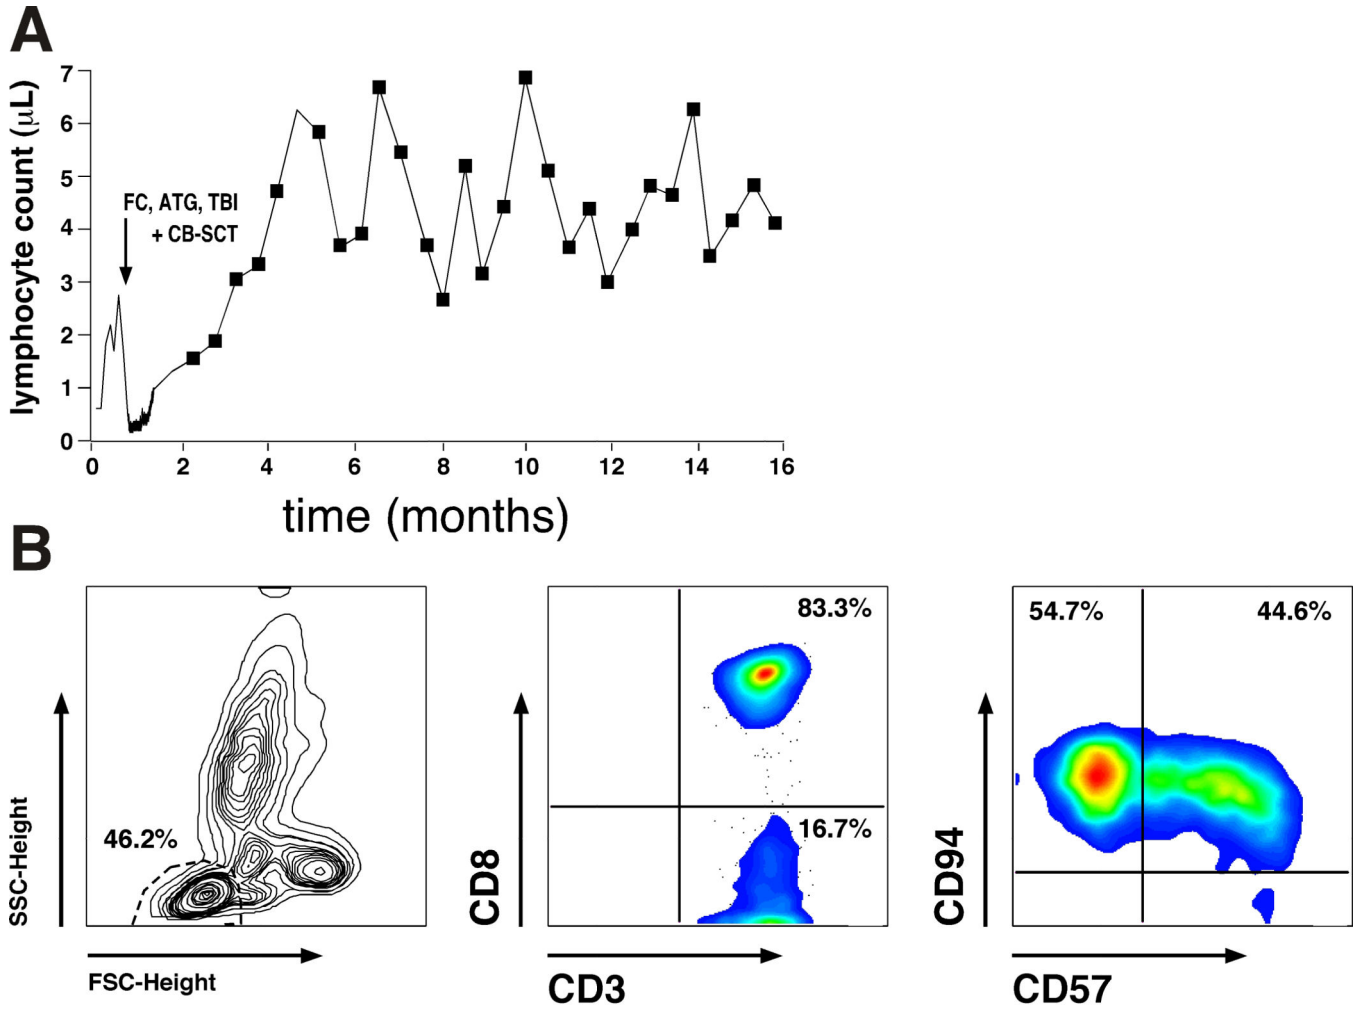 A
lymphocyte count (μL)
7
6
5
4
3
2
1
0
FC, ATG, TBI
+ CB-SCT
0 2 4 6 8 10 12 14 16
time (months)
B
SSC-Height
46.2%
FSC-Height
CD8
83.3%
16.7%
CD3
CD94
54.7% 44.6%
CD57